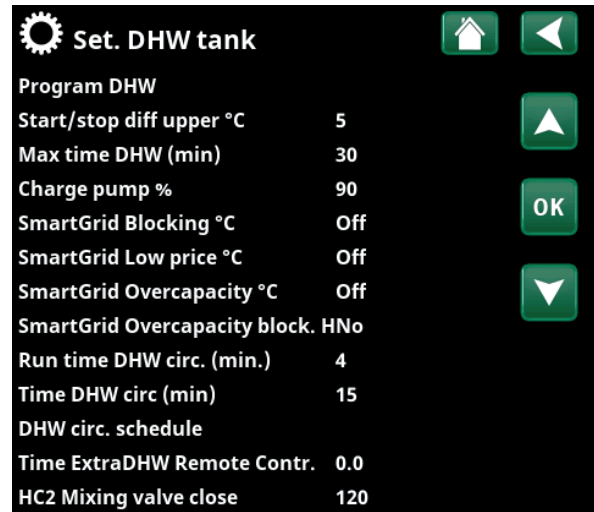 Set. DHW tank
Program DHW
Start/stop diff upper °C 5
Max time DHW (min) 30
Charge pump % 90
OK
SmartGrid Blocking °C Off
SmartGrid Low price °C Off
SmartGrid Overcapacity °C Off
SmartGrid Overcapacity block. HNo
Run time DHW circ. (min.) 4
Time DHW circ (min) 15
DHW circ. schedule
Time ExtraDHW Remote Contr. 0.0
HC2 Mixing valve close 120